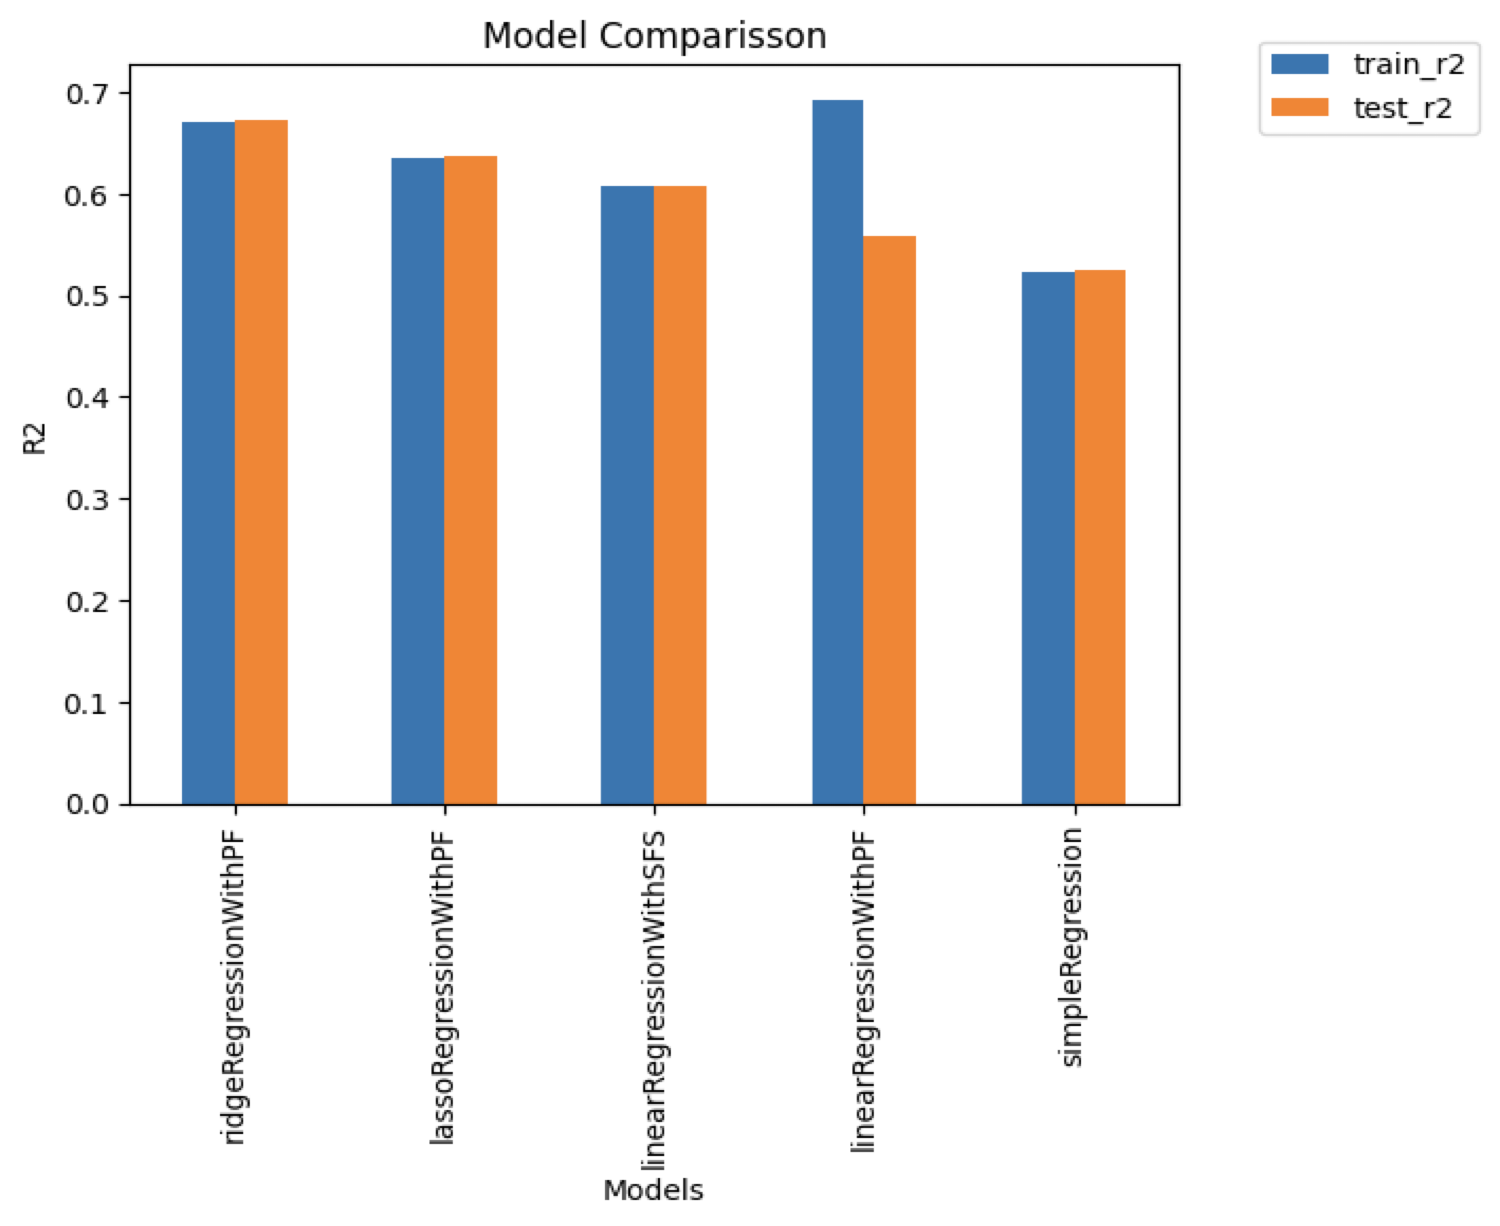 Model Comparisson
train_r2
test_r2
0.7
0.6
0.5
0.4
0.3
0.2
0.1
0.0
R2
ridgeRegressionWithPF
lassoRegressionWithPF
linearRegressionWithSFS
linearRegressionWithPF
simpleRegression
Models